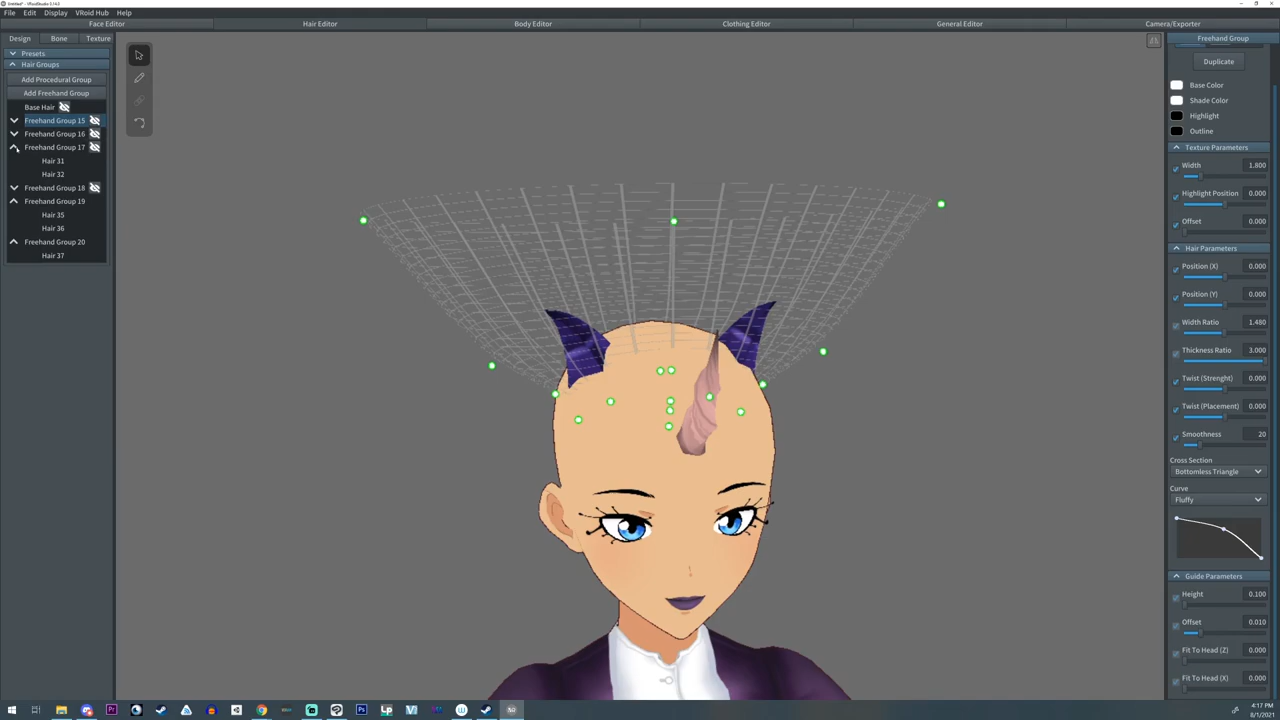 File Edit Display VRoid Hub
Face Editor Hair Editor Body Editor Clothing Editor General Editor Camera/Exporter
Design Bone Texture
Presets
Hair Groups
Add Procedural Group
Add Freehand Group
Base Hair
Freehand Group 15
Freehand Group 16
Freehand Group 17
Hair 31
Hair 32
Freehand Group 18
Freehand Group 19
Hair 35
Hair 36
Freehand Group 20
Hair 37
Freehand Group
Duplicate
Base Color
Shade Color
Highlight
Outline
Texture Parameters
Width 1.800
Highlight Position 0.000
Offset 0.000
Hair Parameters
Position (X) 0.000
Position (Y) 0.000
Width Ratio 1.480
Thickness Ratio 3.000
Twist (Strenght) 0.000
Twist (Placement) 0.000
Smoothness 20
Cross Section
Bottomless Triangle
Curve
Fluffy
Guide Parameters
Height 0.100
Offset 0.010
Fit To Head (Z) 0.000
Fit To Head (X) 0.000
4:17 PM
8/1/2021